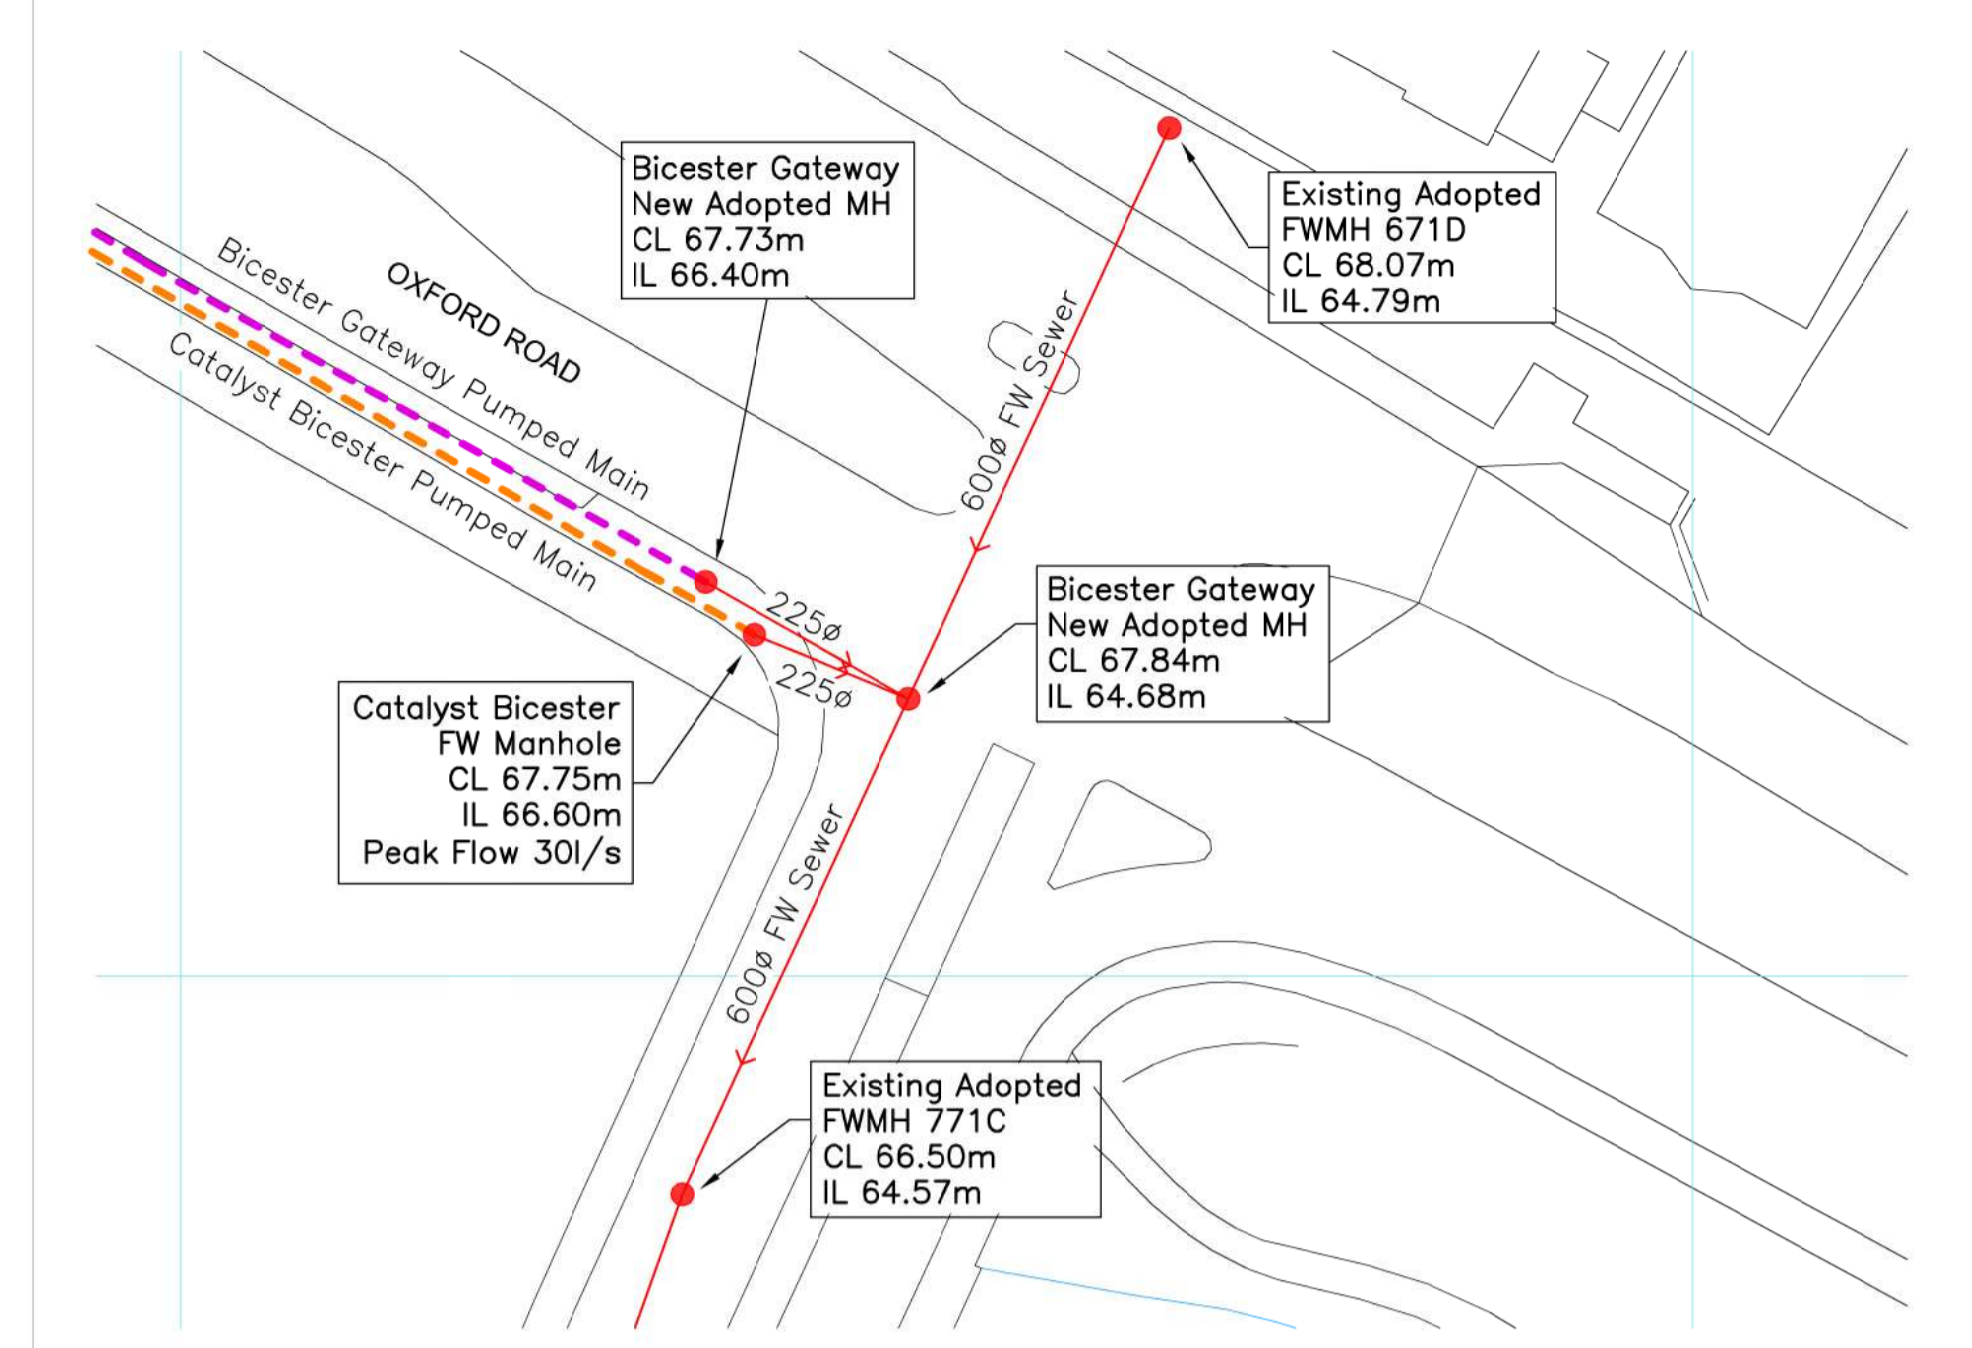 Bicester Gateway
New Adopted MH
CL 67.73m
IL 66.40m
Existing Adopted
FWMH 671D
CL 68.07m
IL 64.79m
OXFORD ROAD
Bicester Gateway Pumped Main
Catalyst Bicester Pumped Main
600ø FW Sewer
225ø
225ø
Bicester Gateway
New Adopted MH
CL 67.84m
IL 64.68m
Catalyst Bicester
FW Manhole
CL 67.75m
IL 66.60m
Peak Flow 30l/s
600ø FW Sewer
Existing Adopted
FWMH 771C
CL 66.50m
IL 64.57m